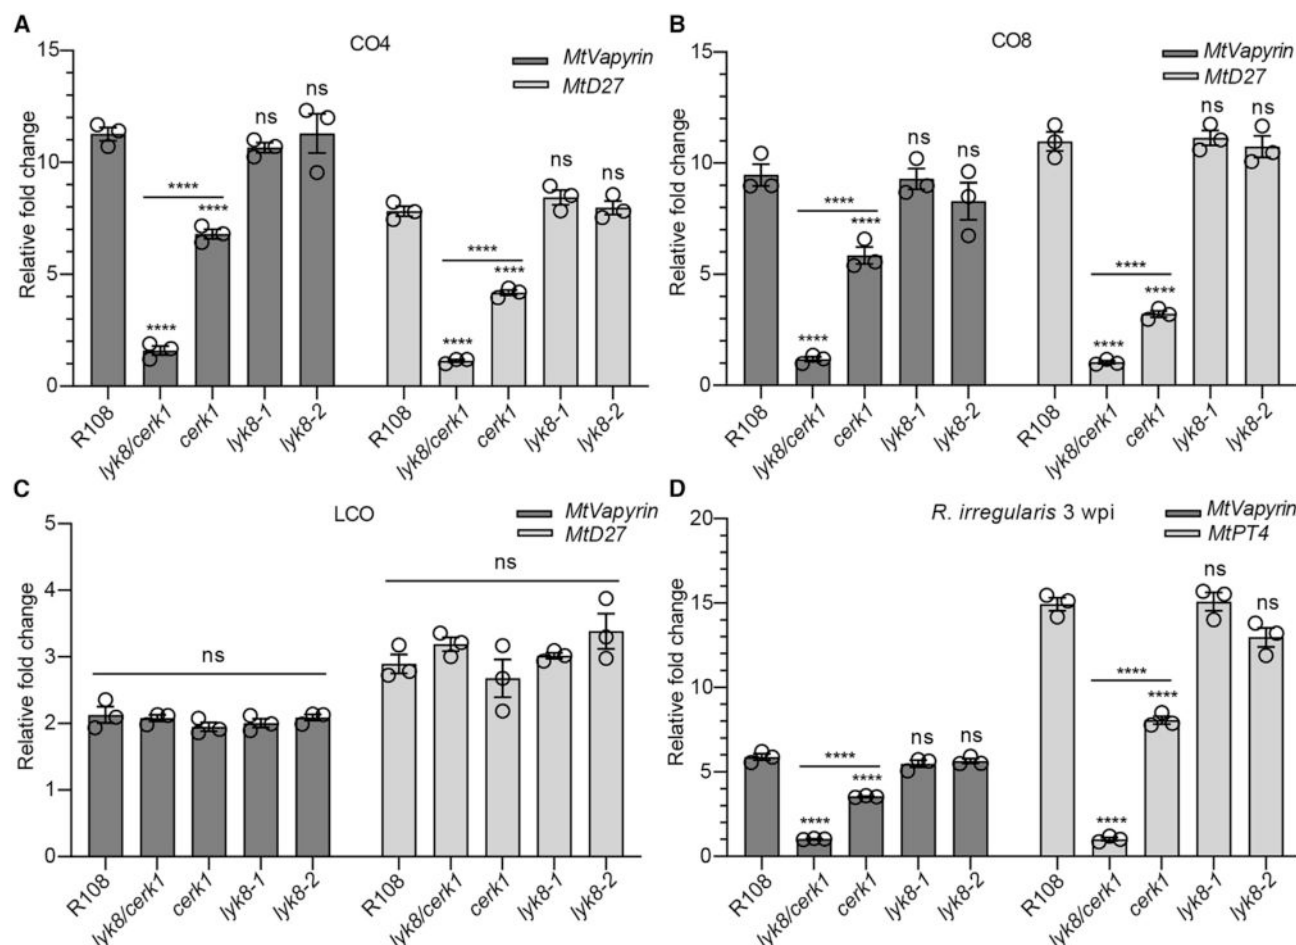 A
CO4
MtVapyrin
MtD27
Relative fold change
15
10
5
0
ns
ns
****
****
****
ns
ns
****
****
****
R108
lyk8/cerk1
cerk1
lyk8-1
lyk8-2
R108
lyk8/cerk1
cerk1
lyk8-1
lyk8-2
B
CO8
MtVapyrin
MtD27
Relative fold change
15
10
5
0
ns
ns
****
****
****
ns
ns
****
****
****
R108
lyk8/cerk1
cerk1
lyk8-1
lyk8-2
R108
lyk8/cerk1
cerk1
lyk8-1
lyk8-2
C
LCO
MtVapyrin
MtD27
Relative fold change
5
4
3
2
1
0
ns
ns
R108
lyk8/cerk1
cerk1
lyk8-1
lyk8-2
R108
lyk8/cerk1
cerk1
lyk8-1
lyk8-2
D
R. irregularis 3 wpi
MtVapyrin
MtPT4
Relative fold change
20
15
10
5
0
ns
ns
****
****
****
ns
ns
****
****
****
R108
lyk8/cerk1
cerk1
lyk8-1
lyk8-2
R108
lyk8/cerk1
cerk1
lyk8-1
lyk8-2